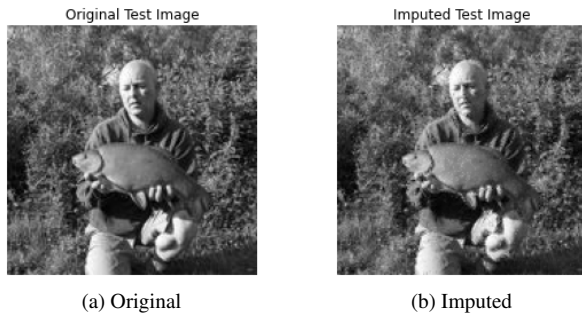 Original Test Image
Imputed Test Image
(a) Original
(b) Imputed